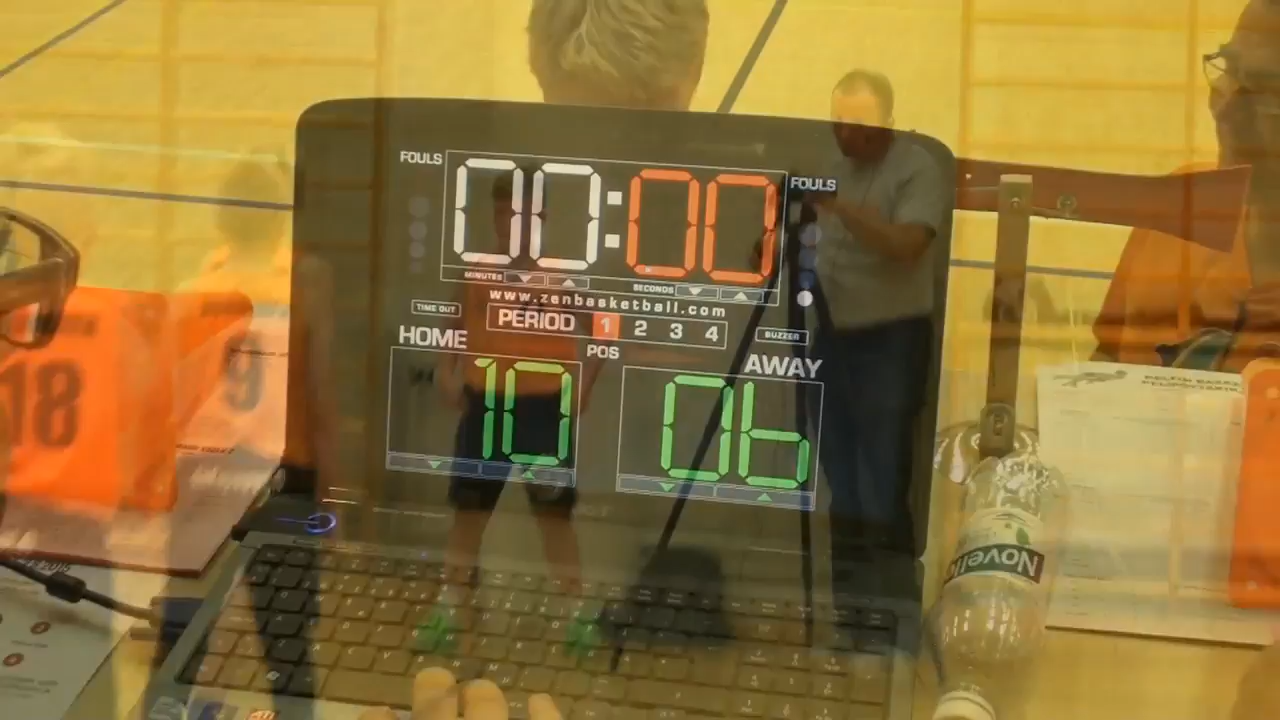 FOULS
00:00
FOULS
MINUTES
SECONDS
www.zenbasketball.com
TIME OUT
PERIOD 1 2 3 4
BUZZER
HOME
POS
AWAY
10
06
18
9
Novelle